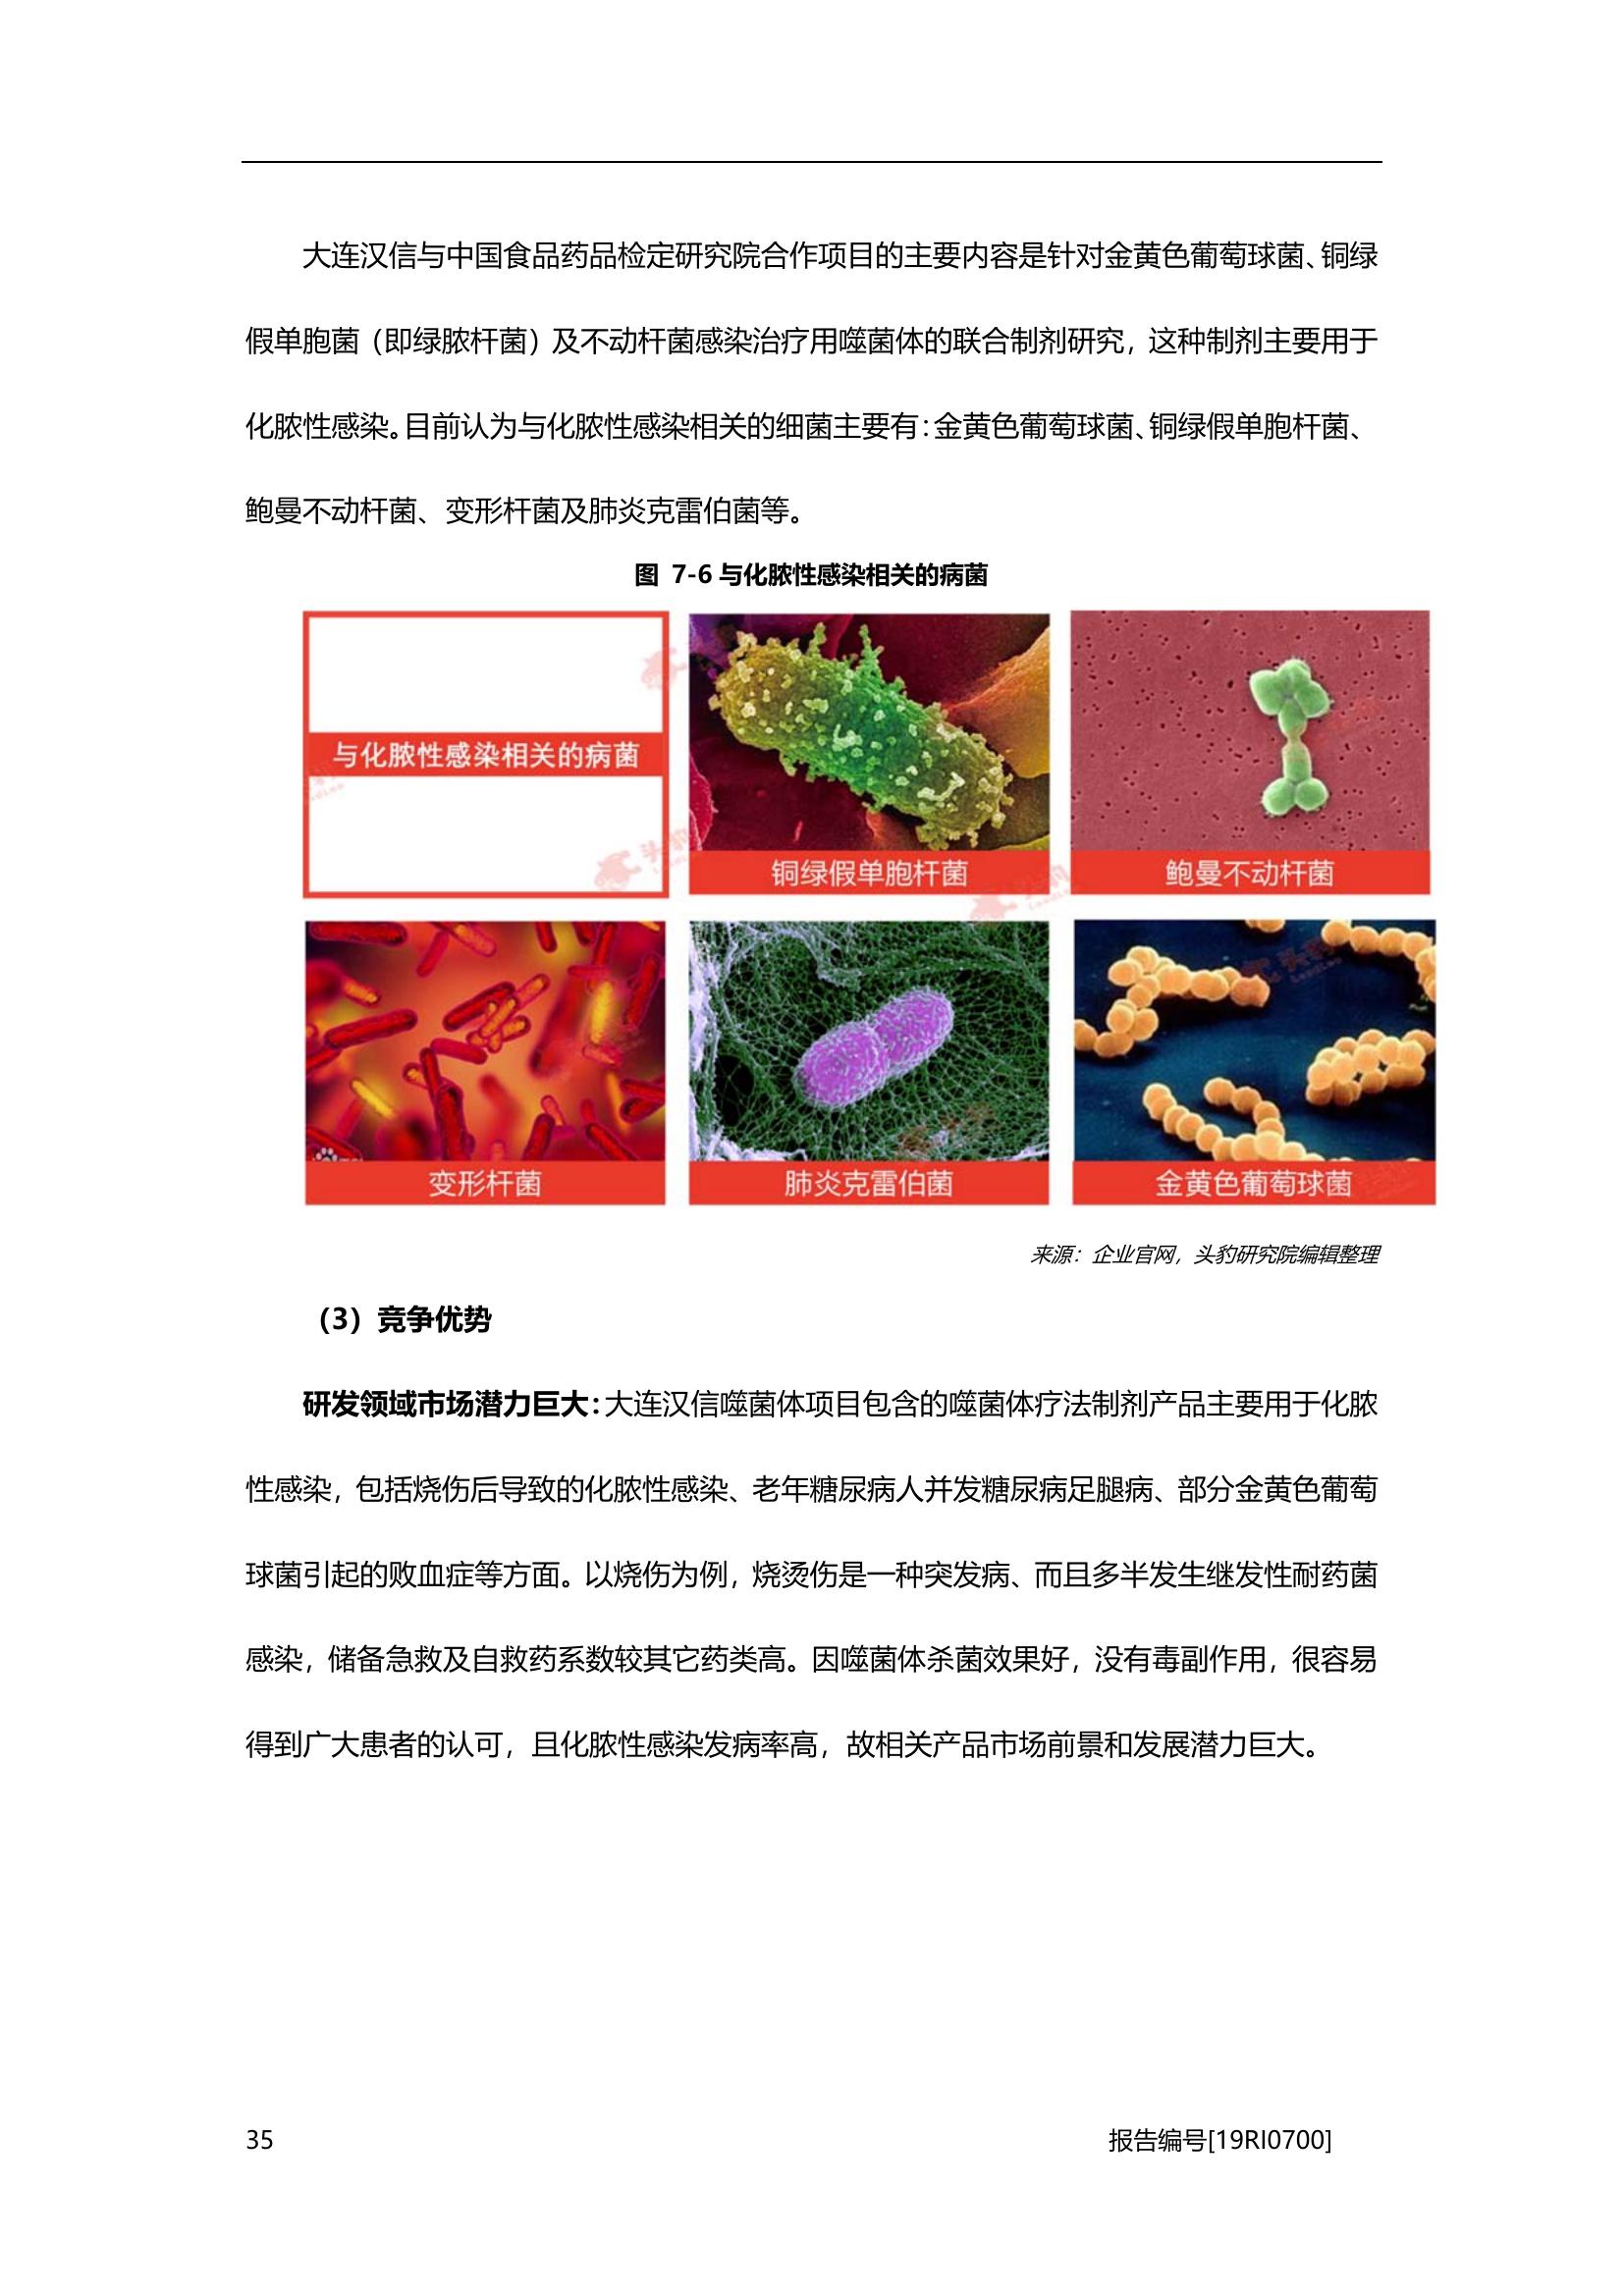 大连汉信与中国食品药品检定研究院合作项目的主要内容是针对金黄色葡萄球菌、铜绿
假单胞菌（即绿脓杆菌）及不动杆菌感染治疗用噬菌体的联合制剂研究，这种制剂主要用于
化脓性感染。目前认为与化脓性感染相关的细菌主要有：金黄色葡萄球菌、铜绿假单胞杆菌、
鲍曼不动杆菌、变形杆菌及肺炎克雷伯菌等。
图 7-6 与化脓性感染相关的病菌
与化脓性感染相关的病菌
铜绿假单胞杆菌
鲍曼不动杆菌
变形杆菌
肺炎克雷伯菌
金黄色葡萄球菌
来源：企业官网，头豹研究院编辑整理
（3）竞争优势
研发领域市场潜力巨大：大连汉信噬菌体项目包含的噬菌体疗法制剂产品主要用于化脓
性感染，包括烧伤后导致的化脓性感染、老年糖尿病人并发糖尿病足腿病、部分金黄色葡萄
球菌引起的败血症等方面。以烧伤为例，烧烫伤是一种突发病、而且多半发生继发性耐药菌
感染，储备急救及自救药系数较其它药类高。因噬菌体杀菌效果好，没有毒副作用，很容易
得到广大患者的认可，且化脓性感染发病率高，故相关产品市场前景和发展潜力巨大。
35
报告编号[19RI0700]